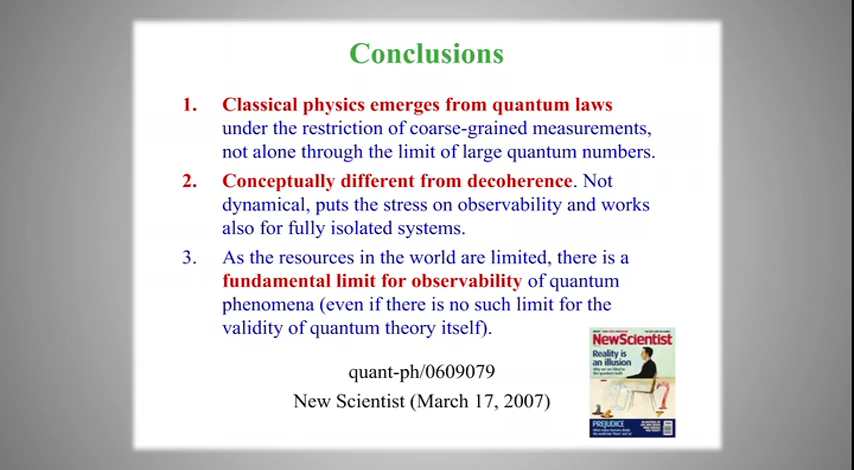 Conclusions
1. Classical physics emerges from quantum laws
under the restriction of coarse-grained measurements,
not alone through the limit of large quantum numbers.
2. Conceptually different from decoherence. Not
dynamical, puts the stress on observability and works
also for fully isolated systems.
3. As the resources in the world are limited, there is a
fundamental limit for observability of quantum
phenomena (even if there is no such limit for the
validity of quantum theory itself).
quant-ph/0609079
New Scientist (March 17, 2007)
NewScientist
Reality is
an illusion
PREJUDICE